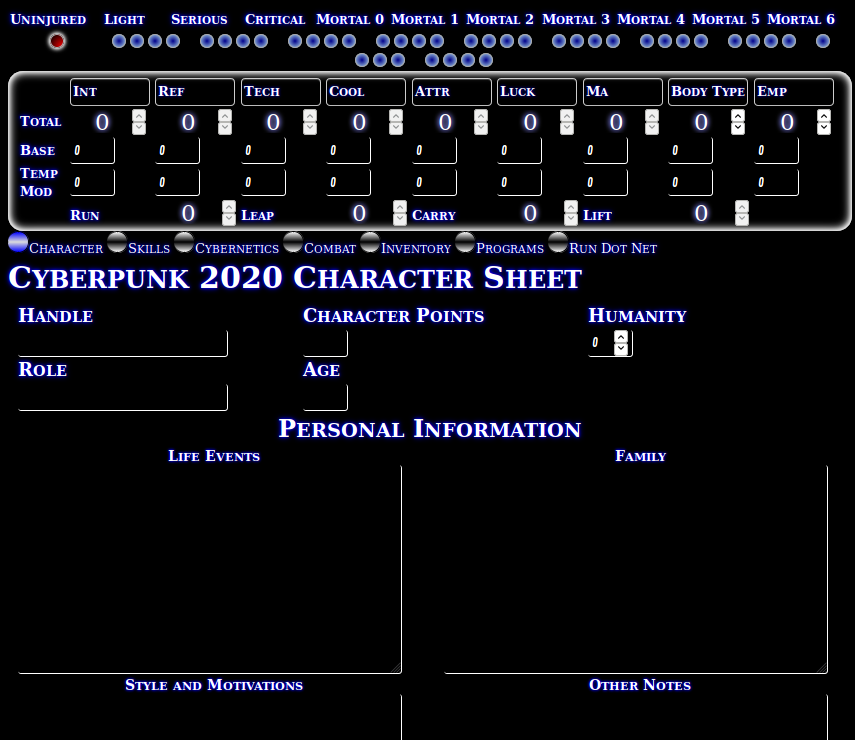 Uninjured Light Serious Critical Mortal 0 Mortal 1 Mortal 2 Mortal 3 Mortal 4 Mortal 5 Mortal 6
Int Ref Tech Cool Attr Luck Ma Body Type Emp
Total 0 0 0 0 0 0 0 0 0
Base 0 0 0 0 0 0 0 0 0
Temp
Mod 0 0 0 0 0 0 0 0 0
Run 0 Leap 0 Carry 0 Lift 0
Character Skills Cybernetics Combat Inventory Programs Run Dot Net
Cyberpunk 2020 Character Sheet
Handle Character Points Humanity
0
Role Age
Personal Information
Life Events Family
Style and Motivations Other Notes